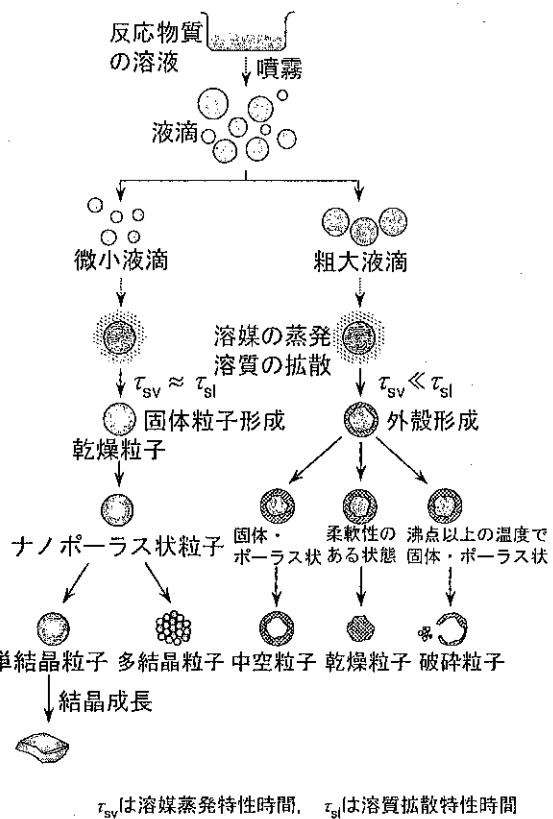 反応物質
の溶液
噴霧
液滴
微小液滴
粗大液滴
溶媒の蒸発
溶質の拡散
τsv ≈ τsl
τsv ≪ τsl
固体粒子形成
外殻形成
乾燥粒子
ナノポーラス状粒子
固体・
ポーラス状
柔軟性の
ある状態
沸点以上の温度で
固体・ポーラス状
単結晶粒子
多結晶粒子
中空粒子
乾燥粒子
破砕粒子
結晶成長
τsvは溶媒蒸発特性時間, τslは溶質拡散特性時間